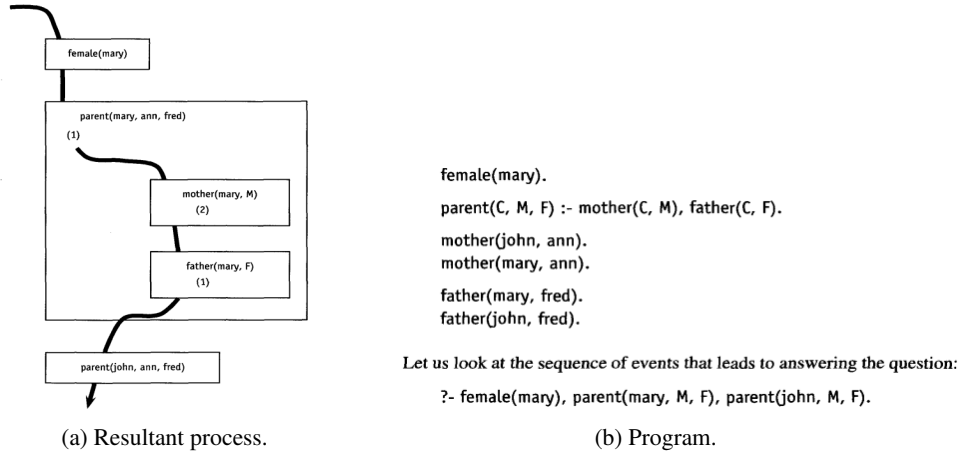 female(mary)
parent(mary, ann, fred)
(1)
mother(mary, M)
(2)
father(mary, F)
(1)
parent(john, ann, fred)
(a) Resultant process.
female(mary).
parent(C, M, F) :- mother(C, M), father(C, F).
mother(john, ann).
mother(mary, ann).
father(mary, fred).
father(john, fred).
Let us look at the sequence of events that leads to answering the question:
?- female(mary), parent(mary, M, F), parent(john, M, F).
(b) Program.